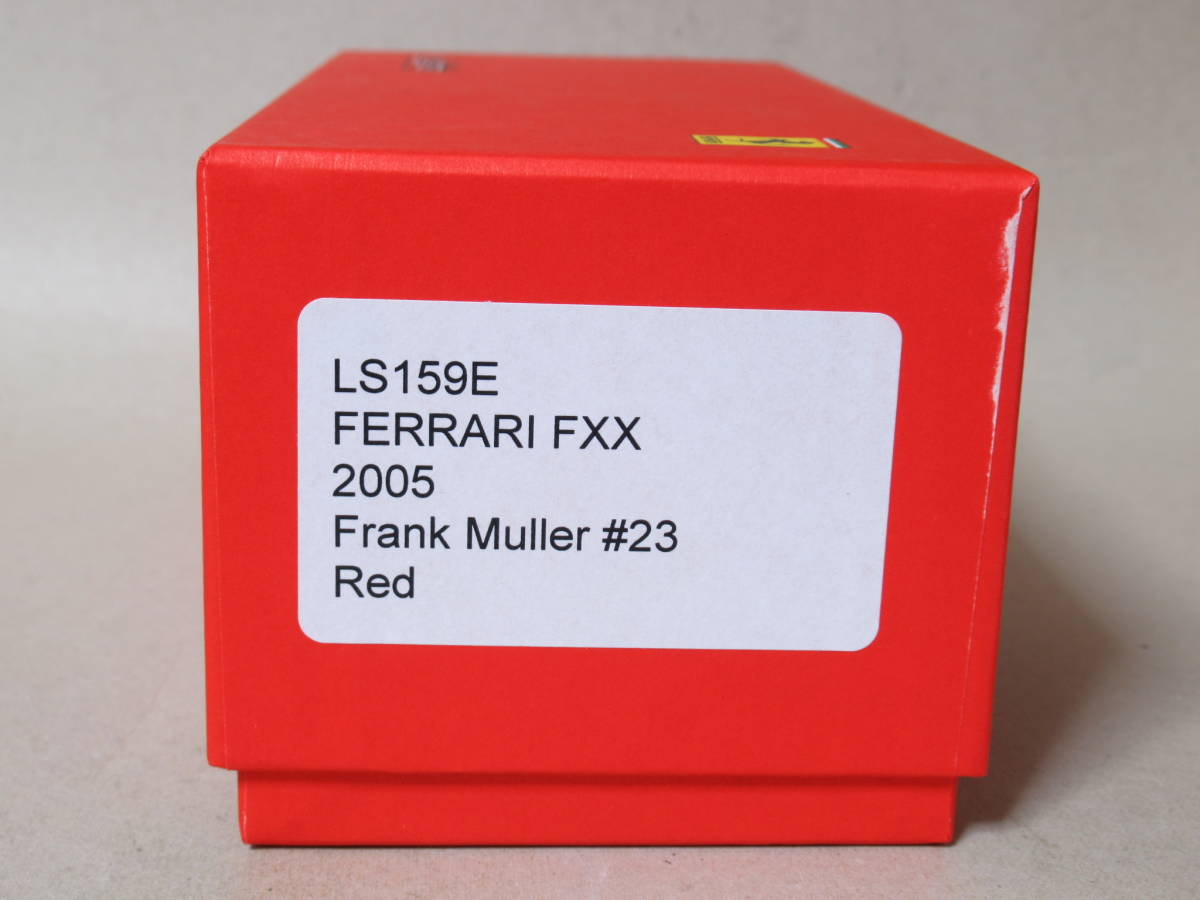 LS159E
FERRARI FXX
2005
Frank Muller #23
Red